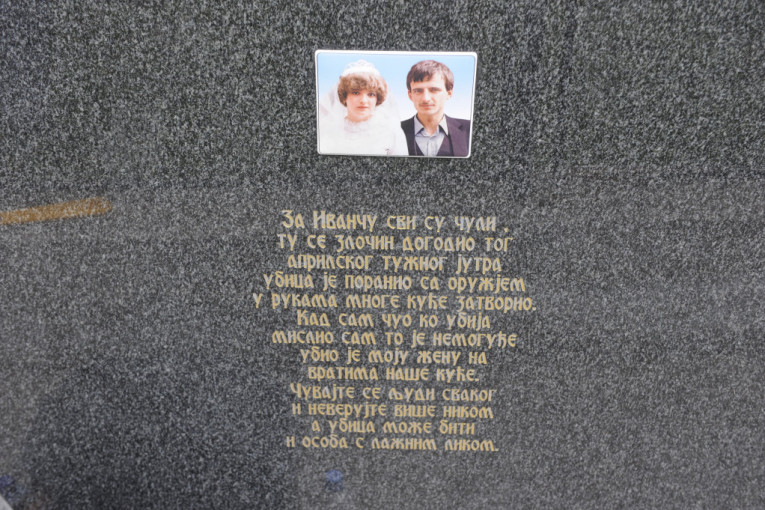 За Иванчу сви су чули ,
ту се злочин догодио тог
априлског тужног јутра
убица је поранио са оружјем
у рукама многе куће затворио.
Кад сам чуо ко убија
мислио сам то је немогуће
убио је моју жену на
вратима наше куће.
Чувајте се људи сваког
и неверујте више ником
а убица може бити
и особа с лажним ликом.